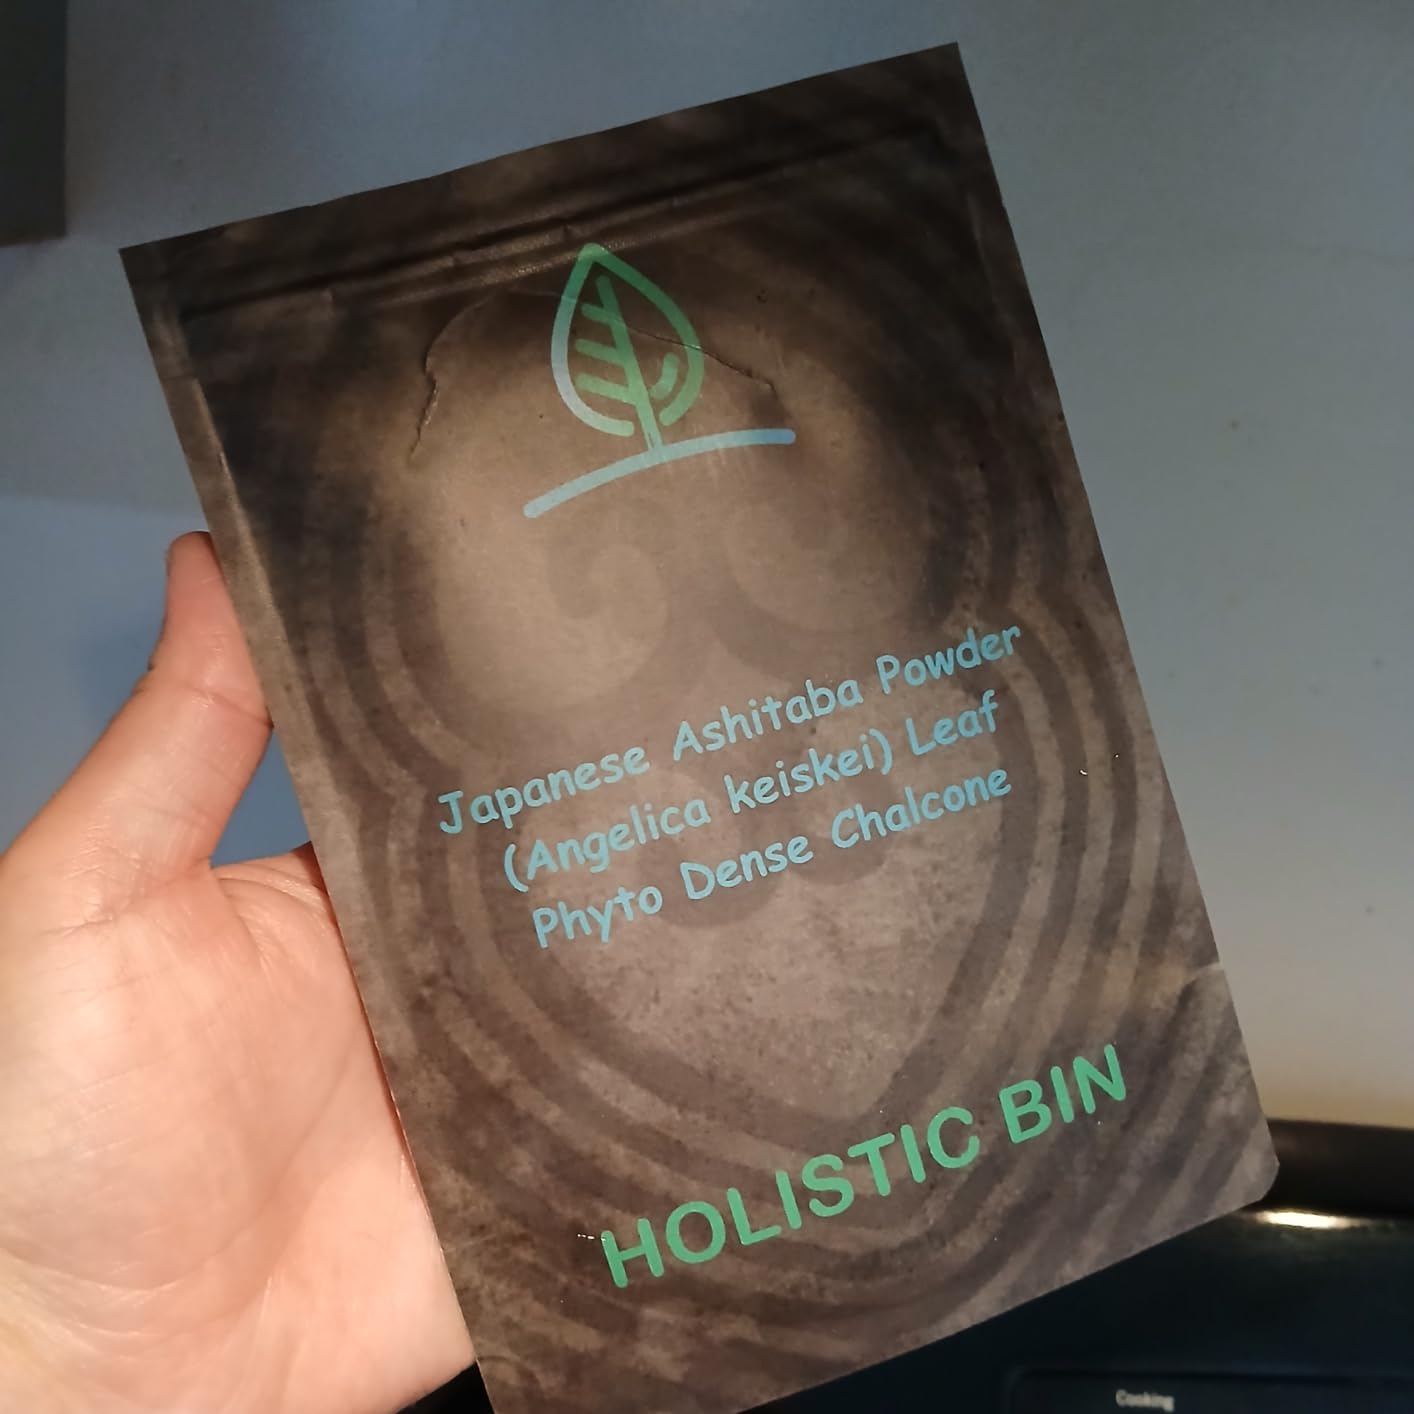 Japanese Ashitaba Powder
(Angelica keiskei) Leaf
Phyto Dense Chalcone
HOLISTIC BIN
Cooking